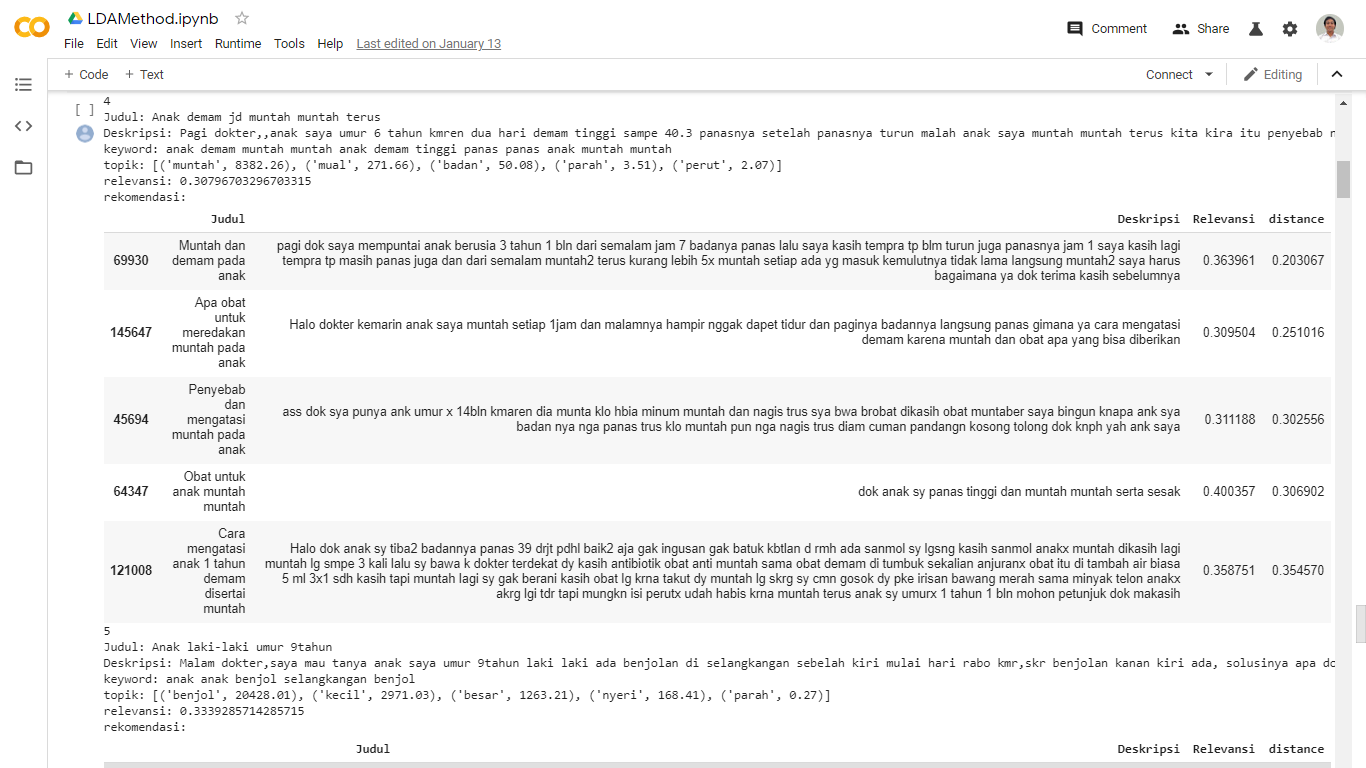 LDAMethod.ipynb
File Edit View Insert Runtime Tools Help Last edited on January 13
Comment Share
+ Code + Text
Connect Editing
[ ]
4
Judul: Anak demam jd muntah muntah terus
Deskripsi: Pagi dokter,,anak saya umur 6 tahun kmren dua hari demam tinggi sampe 40.3 panasnya setelah panasnya turun malah anak saya muntah muntah terus kita kira itu penyebab
keyword: anak demam muntah muntah anak demam tinggi panas panas anak muntah muntah
topik: [('muntah', 8382.26), ('mual', 271.66), ('badan', 50.08), ('parah', 3.51), ('perut', 2.07)]
relevansi: 0.30796703296703315
rekomendasi:
Judul Deskripsi Relevansi distance
69930
Muntah dan
demam pada
anak
pagi dok saya mempuntai anak berusia 3 tahun 1 bln dari semalam jam 7 badanya panas lalu saya kasih tempra tp blm turun juga panasnya jam 1 saya kasih lagi
tempra tp masih panas juga dan dari semalam muntah2 terus kurang lebih 5x muntah setiap ada yg masuk kemulutnya tidak lama langsung muntah2 saya harus
bagaimana ya dok terima kasih sebelumnya
0.363961 0.203067
145647
Apa obat
untuk
meredakan
muntah pada
anak
Halo dokter kemarin anak saya muntah setiap 1jam dan malamnya hampir nggak dapet tidur dan paginya badannya langsung panas gimana ya cara mengatasi
demam karena muntah dan obat apa yang bisa diberikan
0.309504 0.251016
45694
Penyebab
dan
mengatasi
muntah pada
anak
ass dok sya punya ank umur x 14bln kmaren dia munta klo hbia minum muntah dan nagis trus sya bwa brobat dikasih obat muntaber saya bingun knapa ank sya
badan nya nga panas trus klo muntah pun nga nagis trus diam cuman pandangn kosong tolong dok knph yah ank saya
0.311188 0.302556
64347
Obat untuk
anak muntah
muntah
dok anak sy panas tinggi dan muntah muntah serta sesak
0.400357 0.306902
121008
Cara
mengatasi
anak 1 tahun
demam
disertai
muntah
Halo dok anak sy tiba2 badannya panas 39 drjt pdhl baik2 aja gak ingusan gak batuk kbtlan d rmh ada sanmol sy lgsng kasih sanmol anakx muntah dikasih lagi
muntah lg smpe 3 kali lalu sy bawa k dokter terdekat dy kasih antibiotik obat anti muntah sama obat demam di tumbuk sekalian anjuranx obat itu di tambah air biasa
5 ml 3x1 sdh kasih tapi muntah lagi sy gak berani kasih obat lg krna takut dy muntah lg skrg sy cmn gosok dy pke irisan bawang merah sama minyak telon anakx
akrg lgi tdr tapi mungkn isi perutx udah habis krna muntah terus anak sy umurx 1 tahun 1 bln mohon petunjuk dok makasih
0.358751 0.354570
5
Judul: Anak laki-laki umur 9tahun
Deskripsi: Malam dokter,saya mau tanya anak saya umur 9tahun laki laki ada benjolan di selangkangan sebelah kiri mulai hari rabo kmr,skr benjolan kanan kiri ada, solusinya apa
keyword: anak anak benjol selangkangan benjol
topik: [('benjol', 20428.01), ('kecil', 2971.03), ('besar', 1263.21), ('nyeri', 168.41), ('parah', 0.27)]
relevansi: 0.3339285714285715
rekomendasi:
Judul Deskripsi Relevansi distance